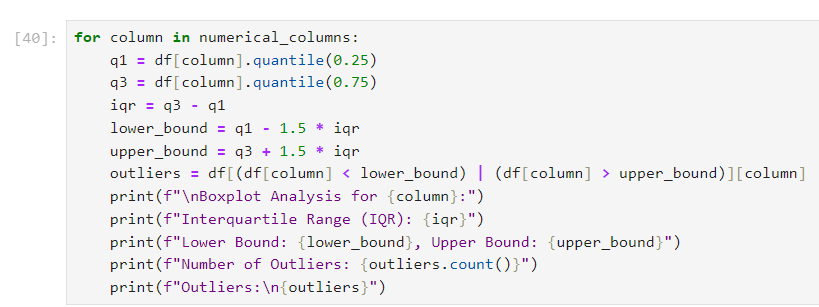 [40]: for column in numerical_columns:
    q1 = df[column].quantile(0.25)
    q3 = df[column].quantile(0.75)
    iqr = q3 - q1
    lower_bound = q1 - 1.5 * iqr
    upper_bound = q3 + 1.5 * iqr
    outliers = df[(df[column] < lower_bound) | (df[column] > upper_bound)][column]
    print(f"\nBoxplot Analysis for {column}:")
    print(f"Interquartile Range (IQR): {iqr}")
    print(f"Lower Bound: {lower_bound}, Upper Bound: {upper_bound}")
    print(f"Number of Outliers: {outliers.count()}")
    print(f"Outliers:\n{outliers}")